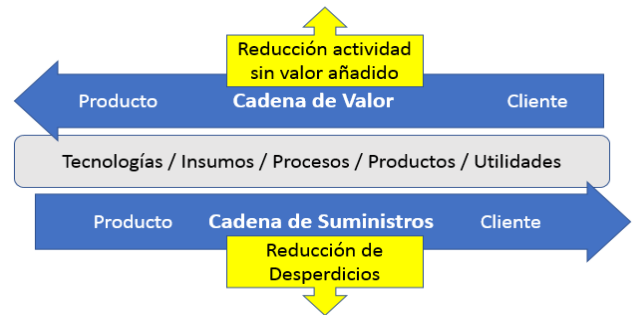 Reducción actividad
sin valor añadido
Producto Cadena de Valor Cliente
Tecnologías / Insumos / Procesos / Productos / Utilidades
Producto Cadena de Suministros Cliente
Reducción de
Desperdicios